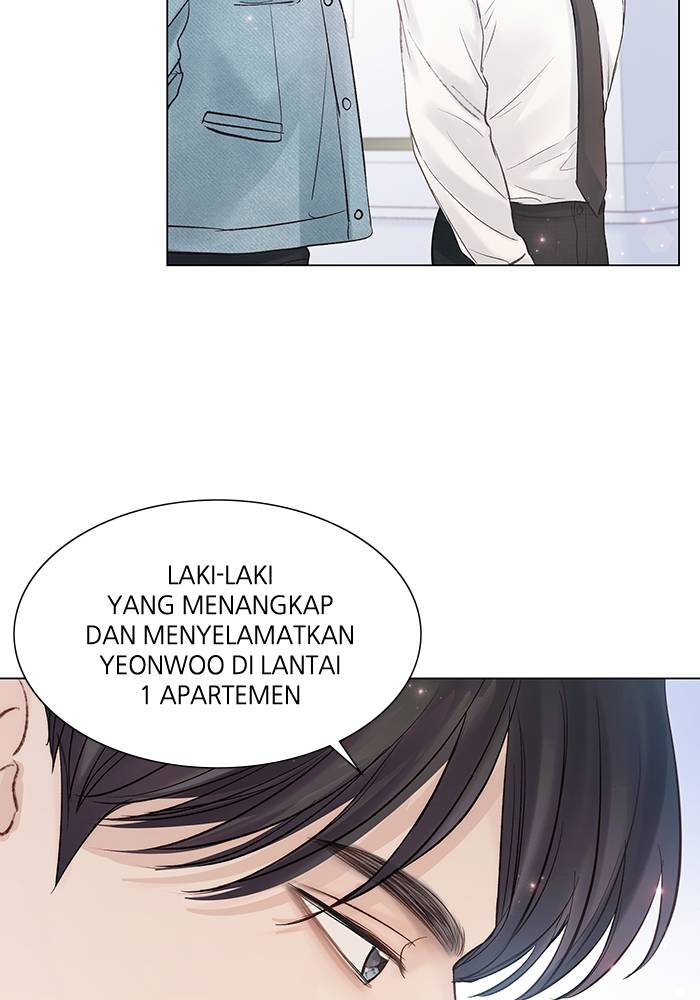 LAKI-LAKI
YANG MENANGKAP
DAN MENYELAMATKAN
YEONWOO DI LANTAI
1 APARTEMEN